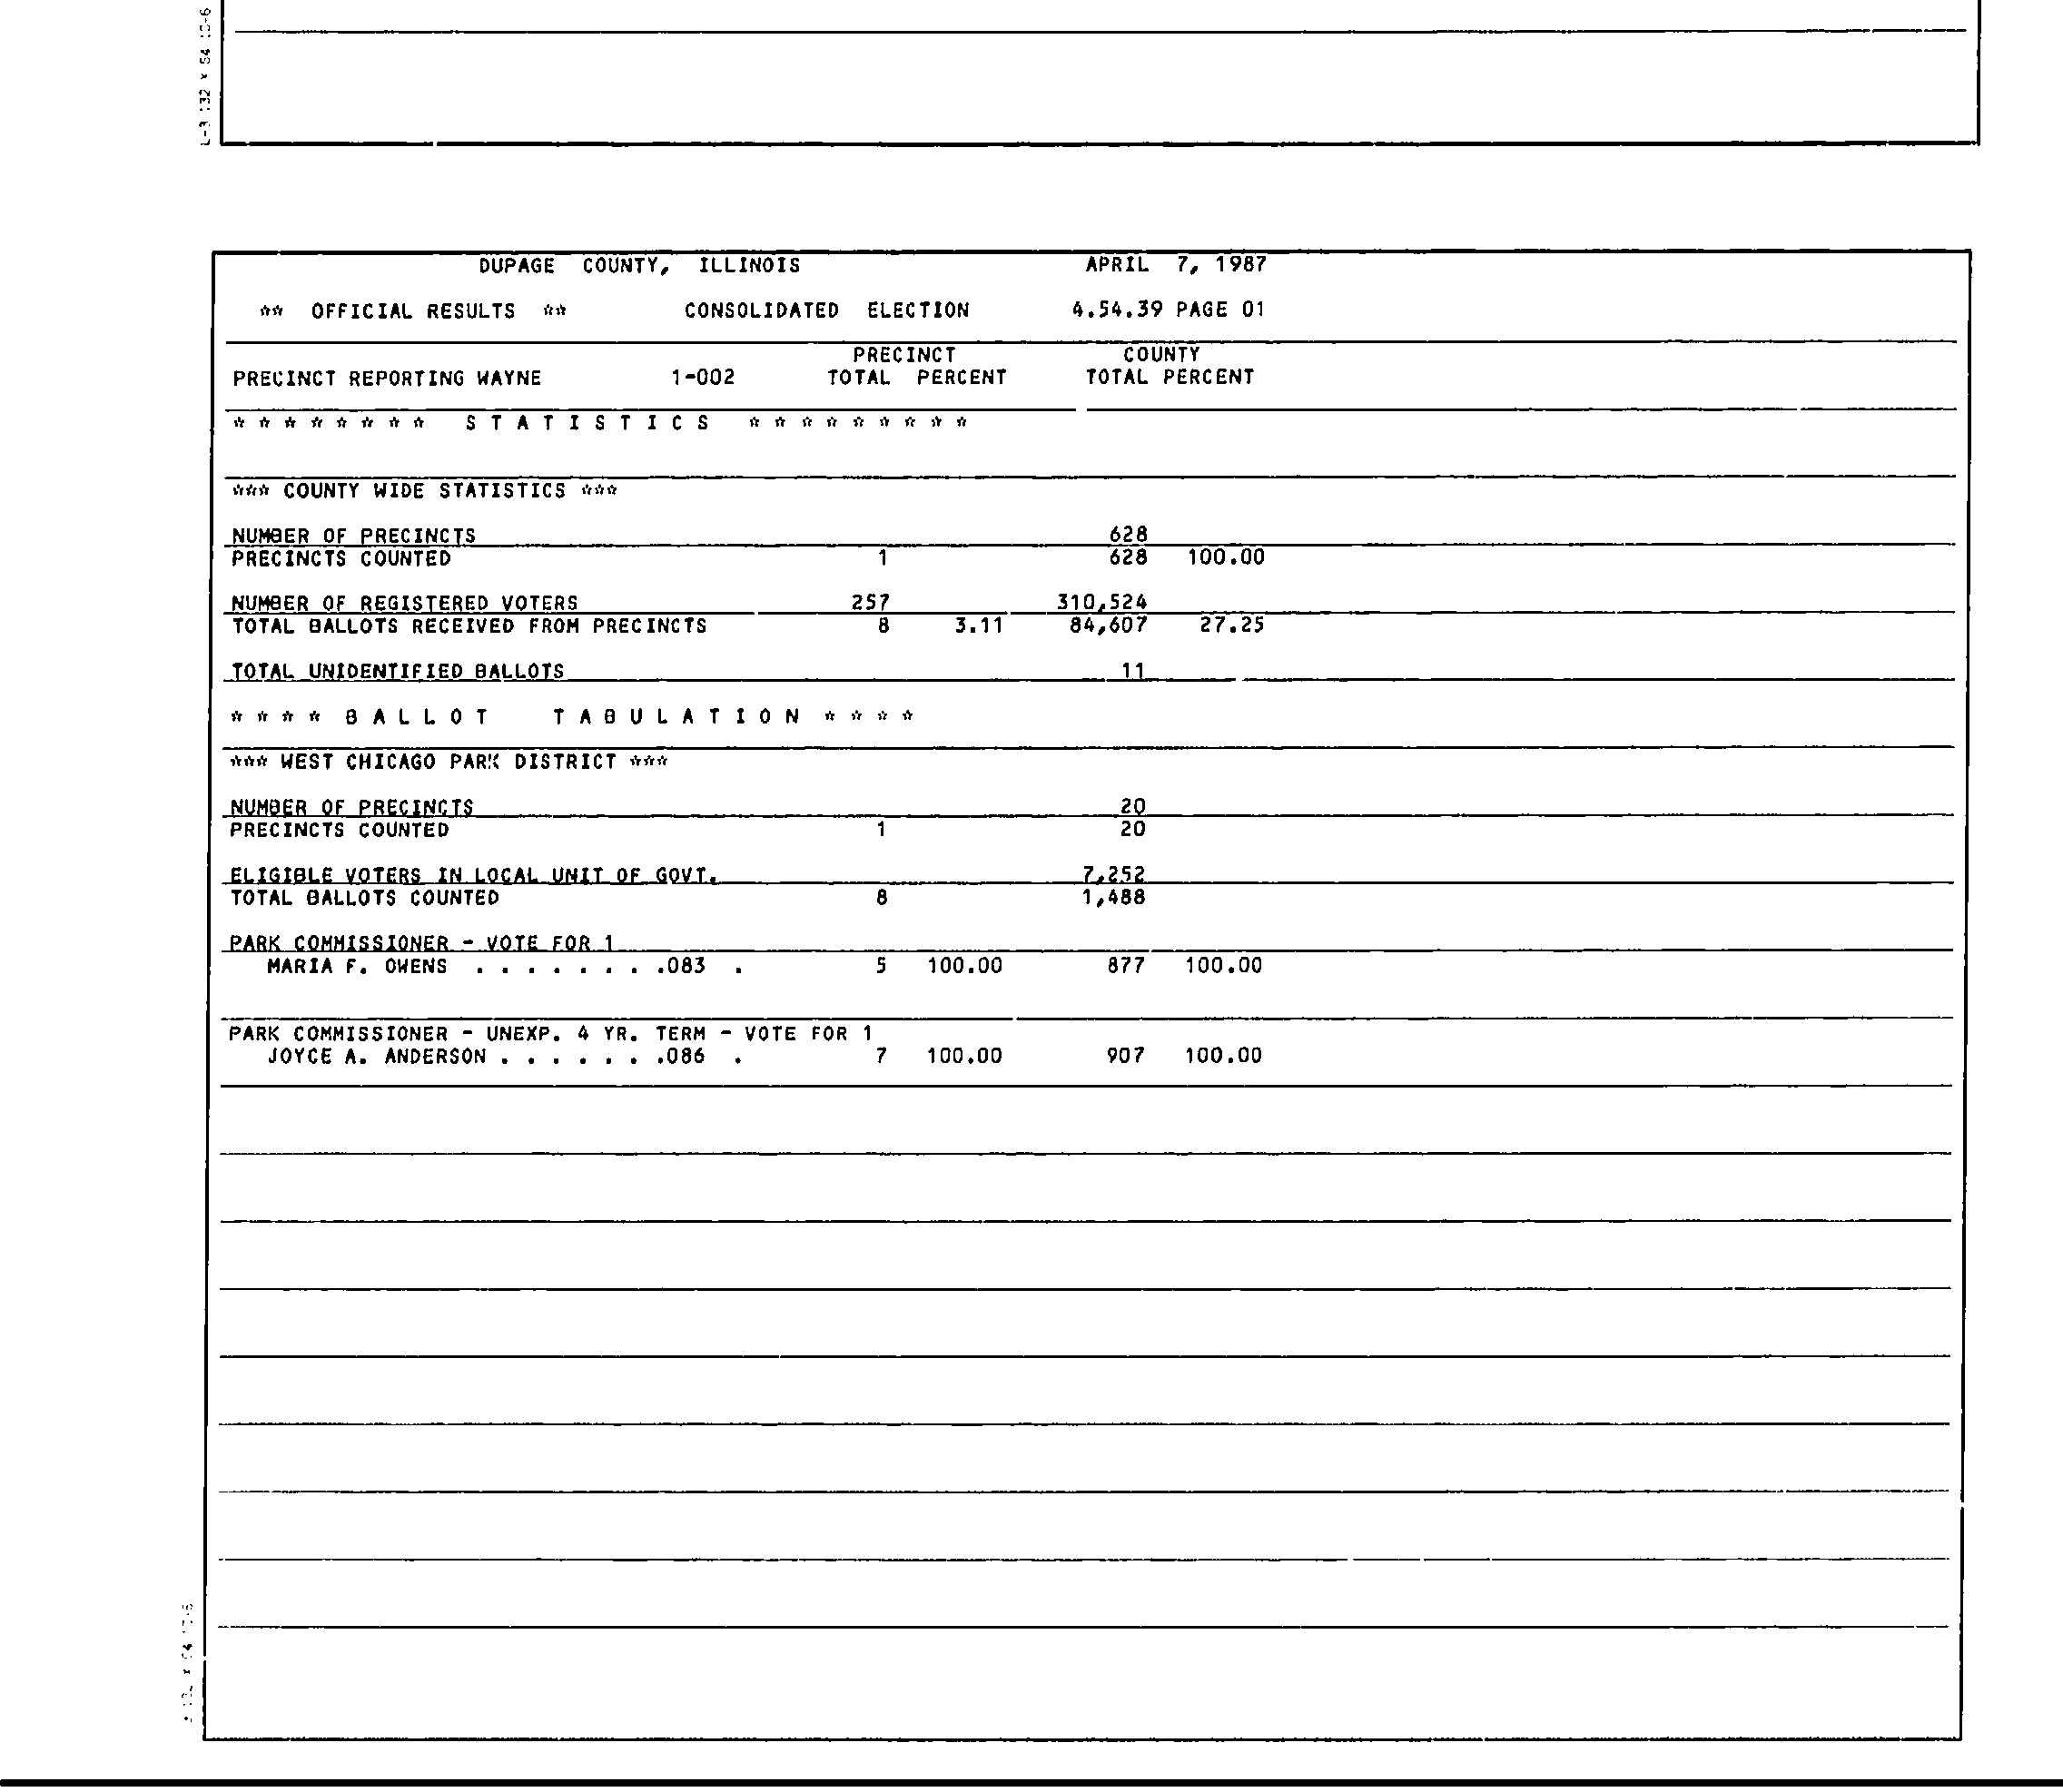 L-3 132 X 54 10-6
DUPAGE COUNTY, ILLINOIS APRIL 7, 1987
** OFFICIAL RESULTS ** CONSOLIDATED ELECTION 4.54.39 PAGE 01
PRECINCT COUNTY
PRECINCT REPORTING WAYNE 1-002 TOTAL PERCENT TOTAL PERCENT
* * * * * * * * S T A T I S T I C S * * * * * * * * *
*** COUNTY WIDE STATISTICS ***
NUMBER OF PRECINCTS 628
PRECINCTS COUNTED 1 628 100.00
NUMBER OF REGISTERED VOTERS 257 310,524
TOTAL BALLOTS RECEIVED FROM PRECINCTS 8 3.11 84,607 27.25
TOTAL UNIDENTIFIED BALLOTS 11
* * * * B A L L O T T A B U L A T I O N * * * *
*** WEST CHICAGO PARK DISTRICT ***
NUMBER OF PRECINCTS 20
PRECINCTS COUNTED 1 20
ELIGIBLE VOTERS IN LOCAL UNIT OF GOVT. 7,252
TOTAL BALLOTS COUNTED 8 1,488
PARK COMMISSIONER - VOTE FOR 1
MARIA F. OWENS . . . . . . . .083 . 5 100.00 877 100.00
PARK COMMISSIONER - UNEXP. 4 YR. TERM - VOTE FOR 1
JOYCE A. ANDERSON . . . . . . .086 . 7 100.00 907 100.00